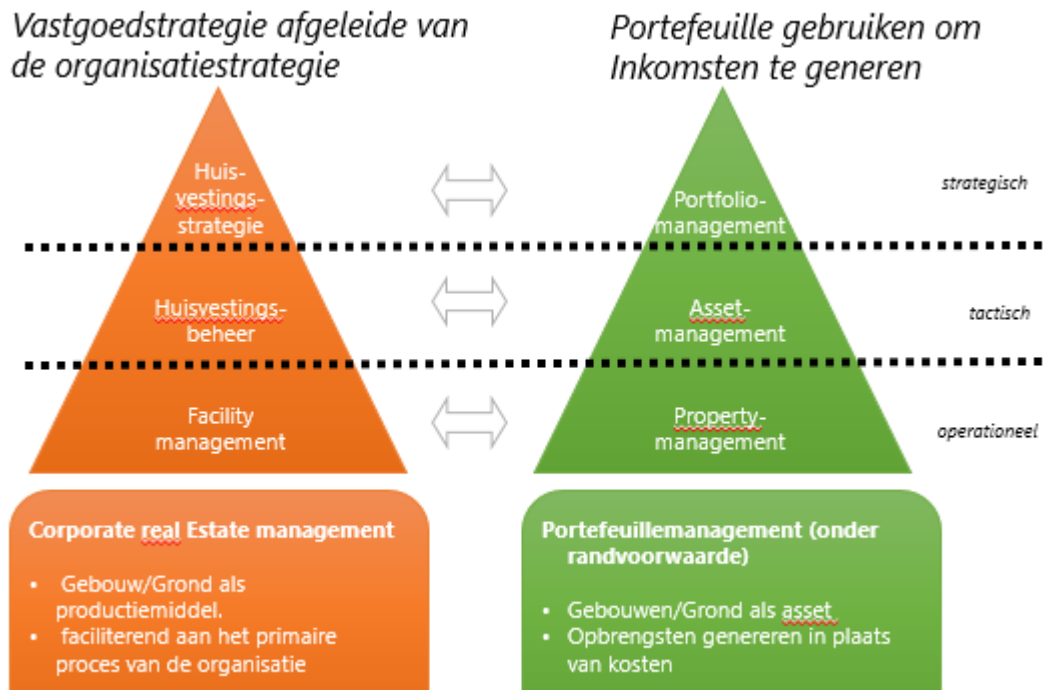 Vastgoedstrategie afgeleide van
de organisatiestrategie
Portefeuille gebruiken om
Inkomsten te generen
Huis-
vestings-
strategie
Portfolio-
management
strategisch
Huisvestings-
beheer
Asset-
management
tactisch
Facility
management
Property-
management
operationeel
Corporate real Estate management
• Gebouw/Grond als
productiemiddel.
• faciliterend aan het primaire
proces van de organisatie
Portefeuillemanagement (onder
randvoorwaarde)
• Gebouwen/Grond als asset
• Opbrengsten genereren in plaats
van kosten